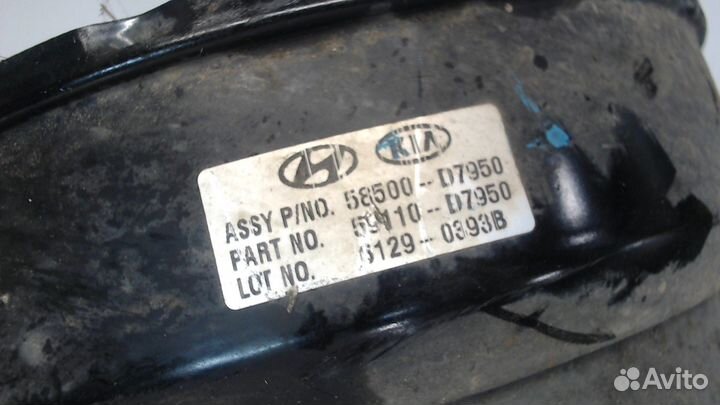 KIA
ASSY P/NO. 58500-D7950
PART NO. 59110-D7950
LOT NO. 6129-0393B
Avito